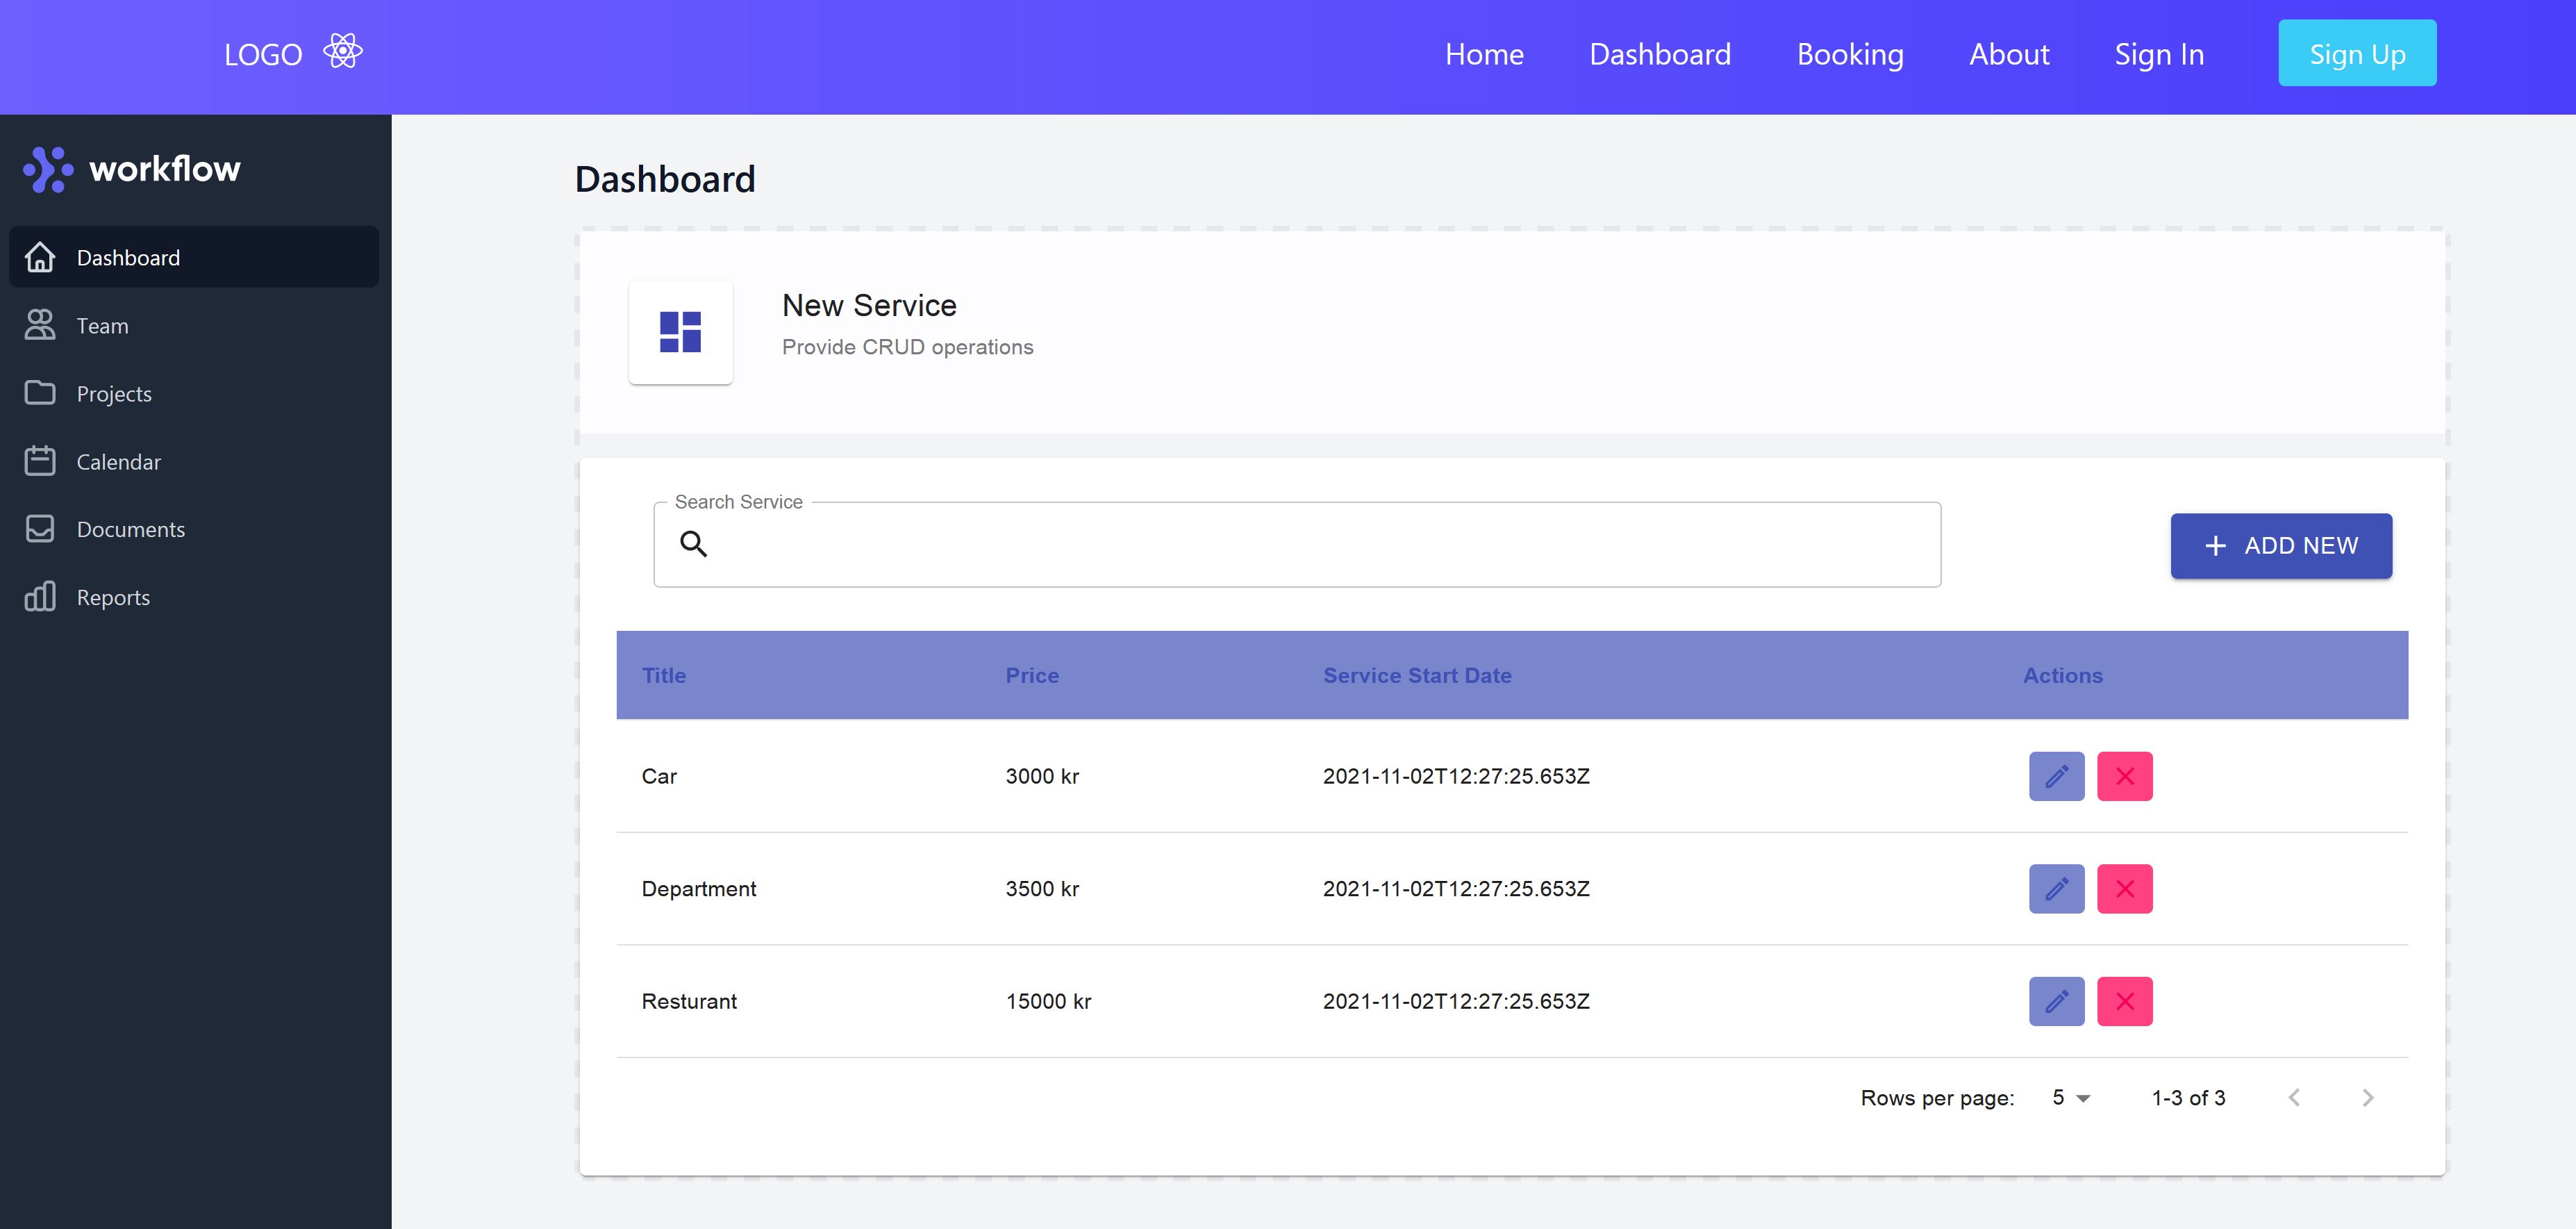 LOGO Home Dashboard Booking About Sign In Sign Up
workflow
Dashboard
Team
Projects
Calendar
Documents
Reports
Dashboard
New Service
Provide CRUD operations
Search Service
ADD NEW
Title Price Service Start Date Actions
Car 3000 kr 2021-11-02T12:27:25.653Z
Department 3500 kr 2021-11-02T12:27:25.653Z
Resturant 15000 kr 2021-11-02T12:27:25.653Z
Rows per page: 5 1-3 of 3